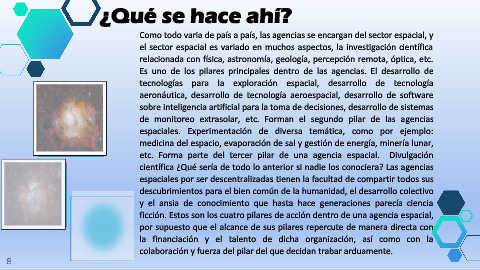 ¿Qué se hace ahí?
Como todo varia de país a país, las agencias se encargan del sector espacial, y
el sector espacial es variado en muchos aspectos, la investigación científica
relacionada con física, astronomía, geología, percepción remota, óptica, etc.
Es uno de los pilares principales dentro de las agencias. El desarrollo de
tecnologías para la exploración espacial, desarrollo de tecnología
aeronáutica, desarrollo de tecnología aeroespacial, desarrollo de software
sobre inteligencia artificial para la toma de decisiones, desarrollo de sistemas
de monitoreo extrasolar, etc. Forman el segundo pilar de las agencias
espaciales. Experimentación de diversa temática, como por ejemplo:
medicina del espacio, evaporación de sal y gestión de energía, minería lunar,
etc. Forma parte del tercer pilar de una agencia espacial. Divulgación
científica ¿Qué sería de todo lo anterior si nadie los conociera? Las agencias
espaciales por ser descentralizadas tienen la facultad de compartir todos sus
descubrimientos para el bien común de la humanidad, el desarrollo colectivo
y el ansia de conocimiento que hasta hace generaciones parecía ciencia
ficción. Estos son los cuatro pilares de acción dentro de una agencia espacial,
por supuesto que el alcance de sus pilares repercute de manera directa con
la financiación y el talento de dicha organización, así como con la
colaboración y fuerza del pilar del que decidan trabar arduamente.
8